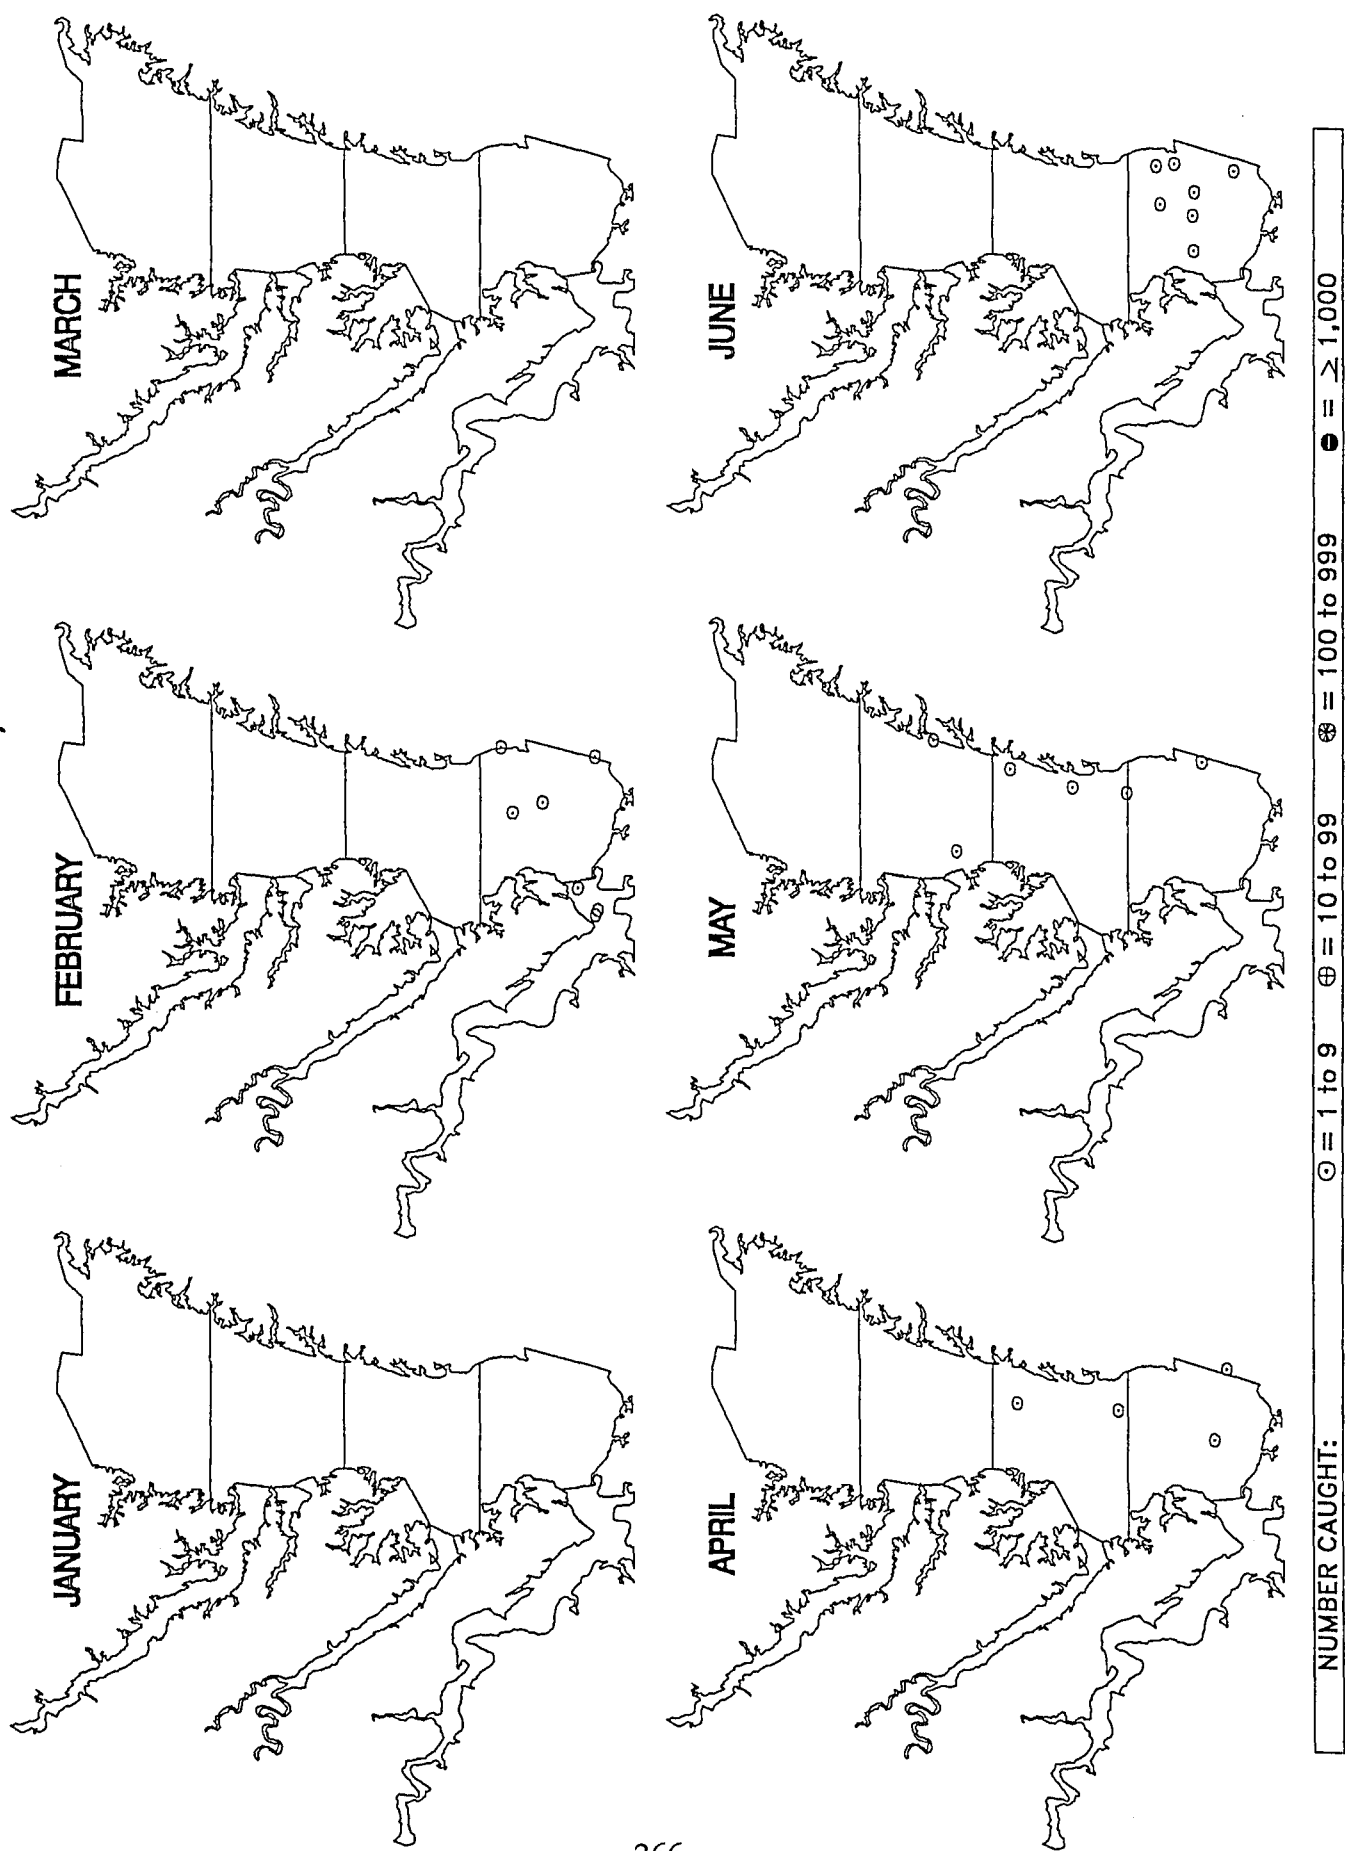 JANUARY
FEBRUARY
MARCH
APRIL
MAY
JUNE
NUMBER CAUGHT: ⊙ = 1 to 9 ⊕ = 10 to 99 ⊛ = 100 to 999 ● = ≥ 1,000